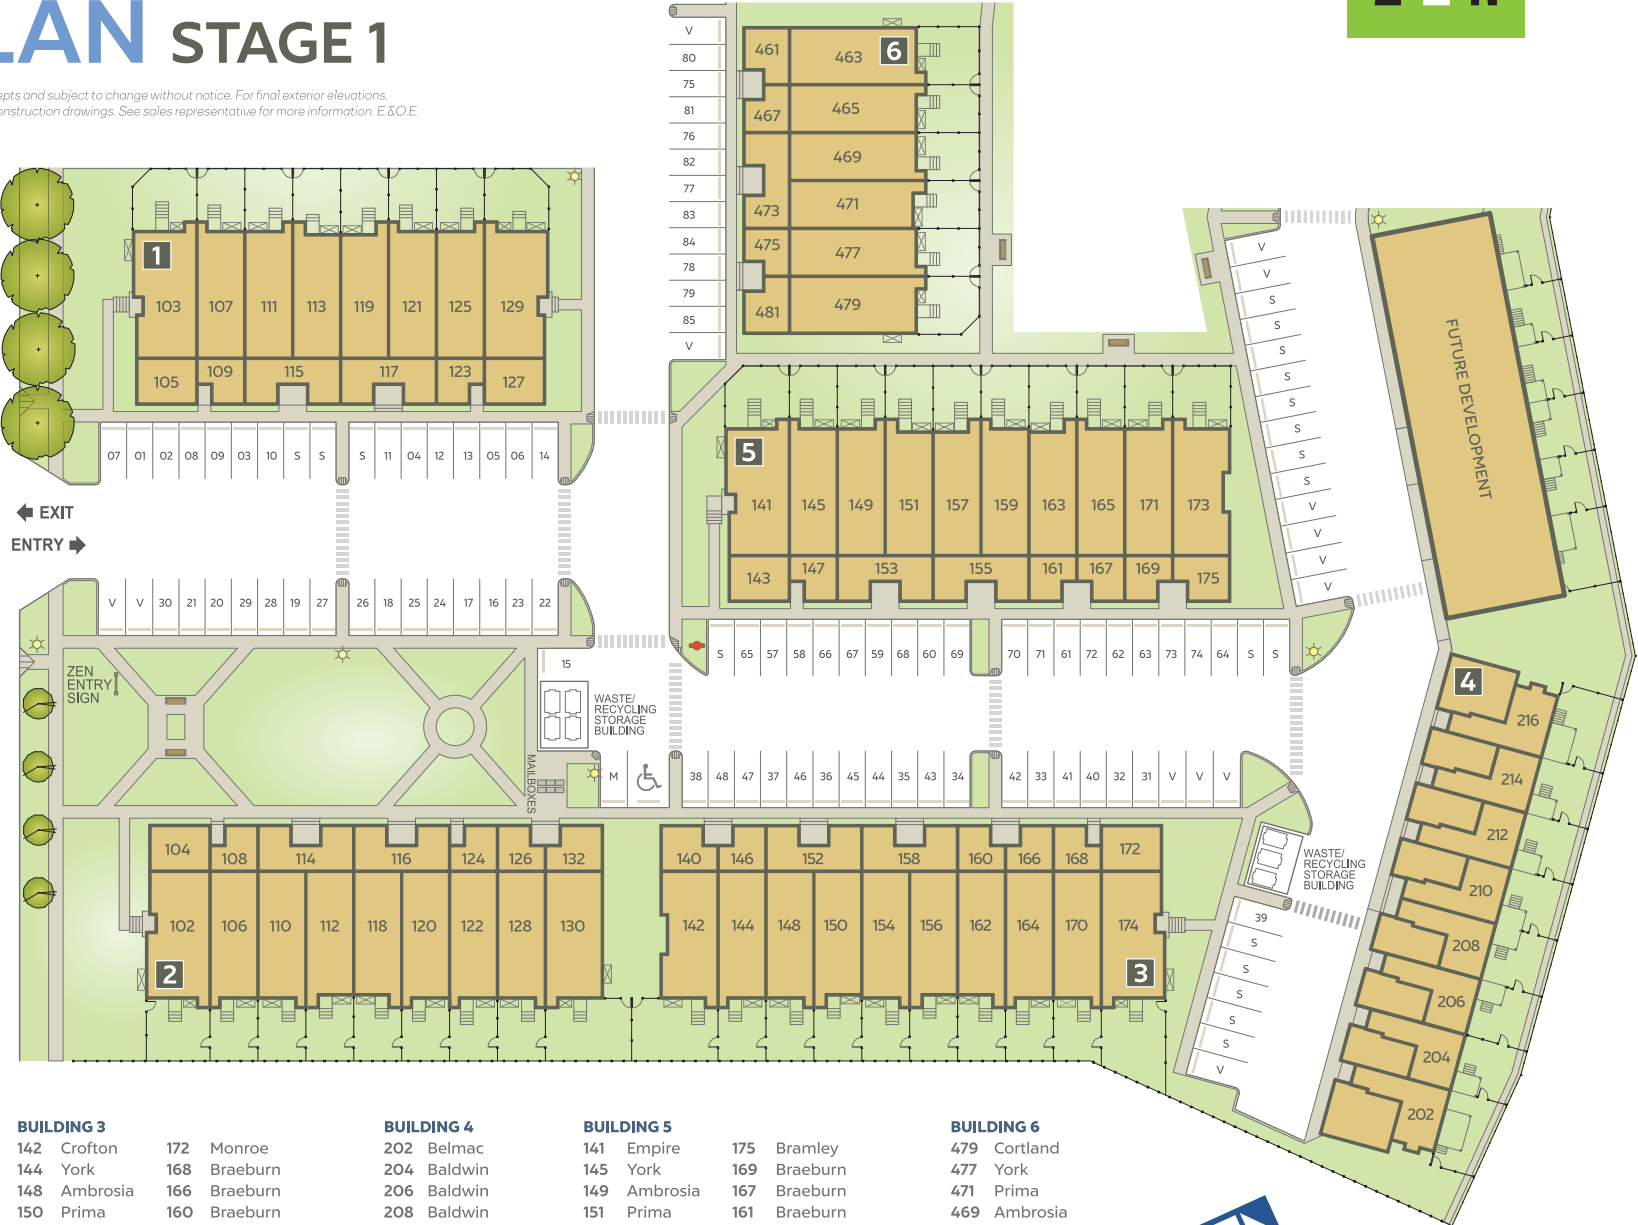 LAN STAGE 1
epts and subject to change without notice. For final exterior elevations.
onstruction drawings. See sales representative for more information. E.&O.E.
V
80
75
81
76
82
77
83
84
78
79
85
V
461 463 6
467 465
469
473 471
475 477
481 479
1
103 107 111 113 119 121 125 129
105 109 115 117 123 127
07 01 02 08 09 03 10 S S S 11 04 12 13 05 06 14
EXIT
ENTRY
V V 30 21 20 29 28 19 27 26 18 25 24 17 16 23 22
5
141 145 149 151 157 159 163 165 171 173
143 147 153 155 161 167 169 175
V
V
S
S
S
S
S
S
S
S
V
V
V
V
FUTURE DEVELOPMENT
S 65 57 58 66 67 59 68 60 69 70 71 61 72 62 63 73 74 64 S S
15
ZEN
ENTRY
SIGN
WASTE/
RECYCLING
STORAGE
BUILDING
MAILBOXES
M
38 48 47 37 46 36 45 44 35 43 34 42 33 41 40 32 31 V V V
4
216
214
212
210
208
206
204
202
104 108 114 116 124 126 132
102 106 110 112 118 120 122 128 130
2
140 146 152 158 160 166 168 172
142 144 148 150 154 156 162 164 170 174
3
WASTE/
RECYCLING
STORAGE
BUILDING
39
S
S
S
S
S
V
BUILDING 3
142 Crofton 172 Monroe
144 York 168 Braeburn
148 Ambrosia 166 Braeburn
150 Prima 160 Braeburn
BUILDING 4
202 Belmac
204 Baldwin
206 Baldwin
208 Baldwin
BUILDING 5
141 Empire 175 Bramley
145 York 169 Braeburn
149 Ambrosia 167 Braeburn
151 Prima 161 Braeburn
BUILDING 6
479 Cortland
477 York
471 Prima
469 Ambrosia